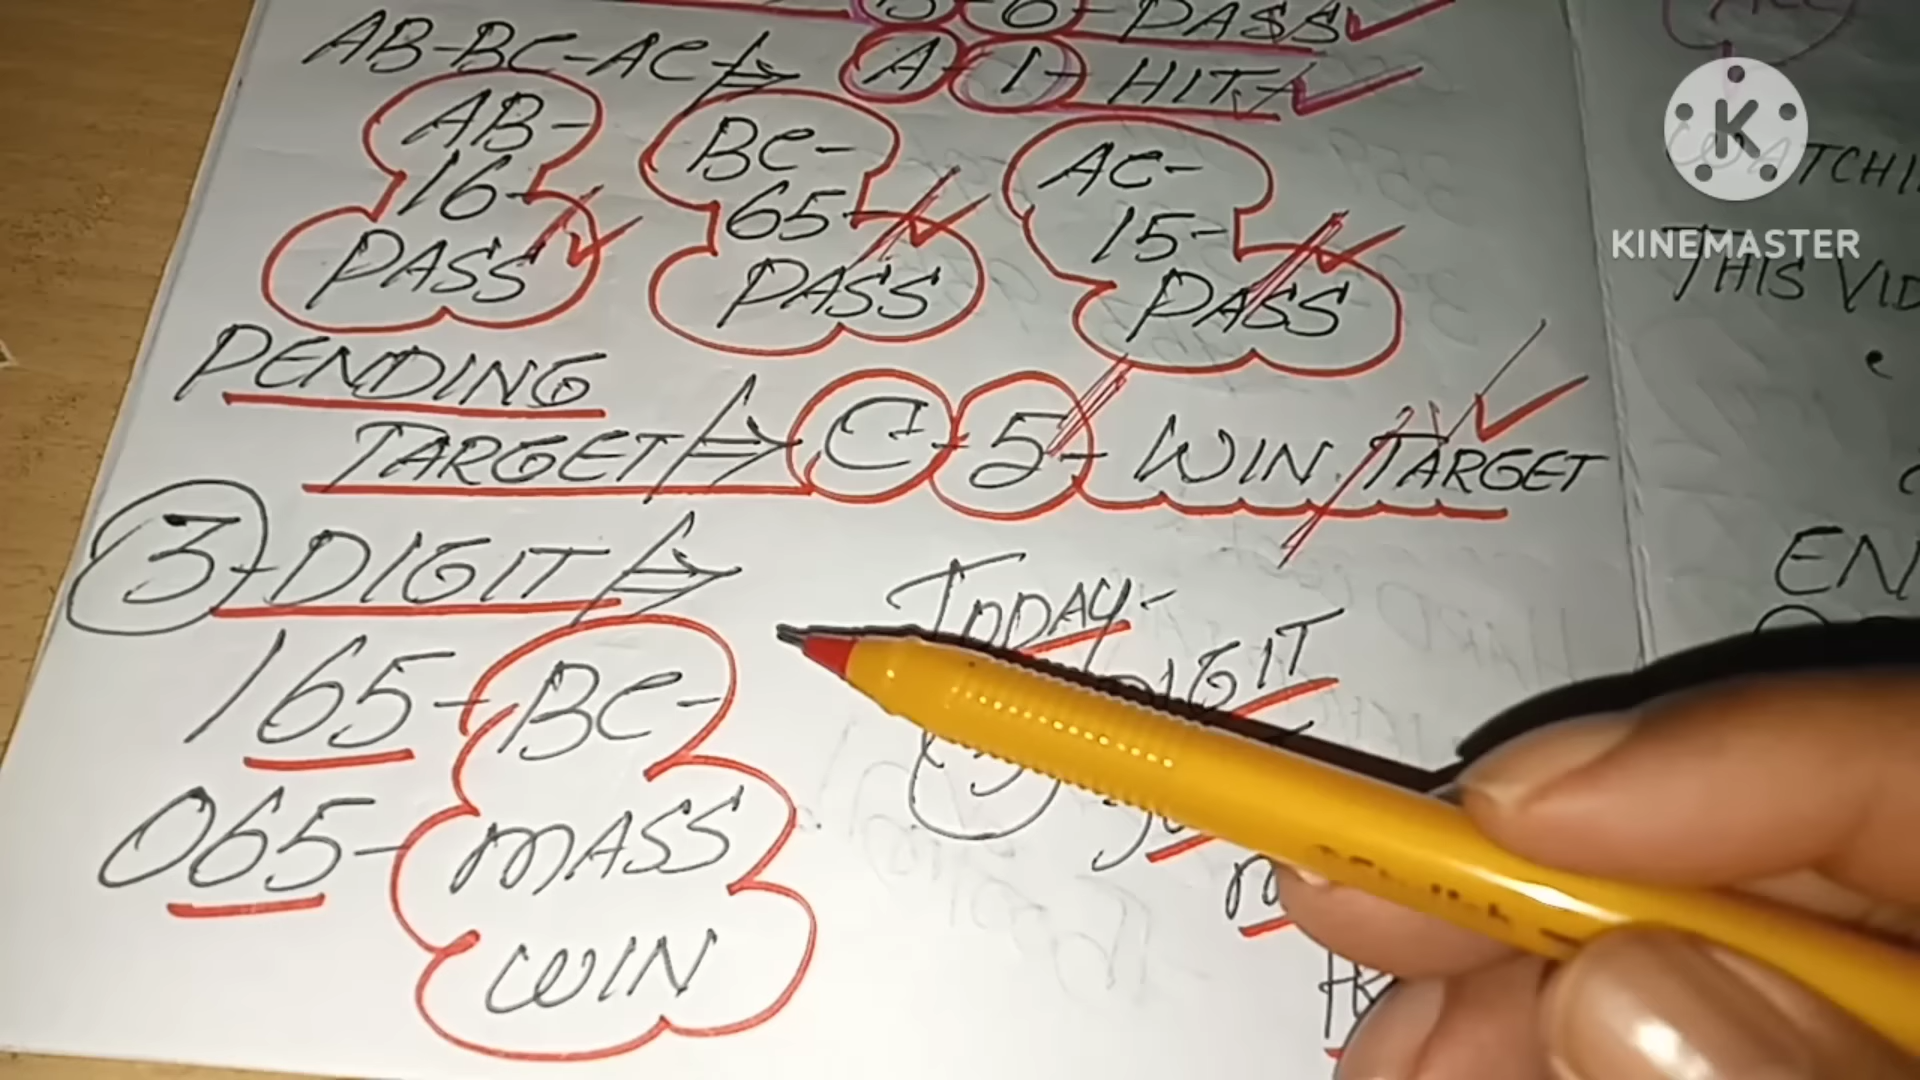 PASS
AB-BC-AC⇒ A-1-HIT
AB-
16-
PASS
BC-
65-
PASS
AC-
15-
PASS
PENDING
TARGET⇒ C-5-WIN TARGET
3-DIGIT⇒
165-BC-
065-MASS
WIN
TODAY-
DIGIT
KINEMASTER
THIS VID
EN